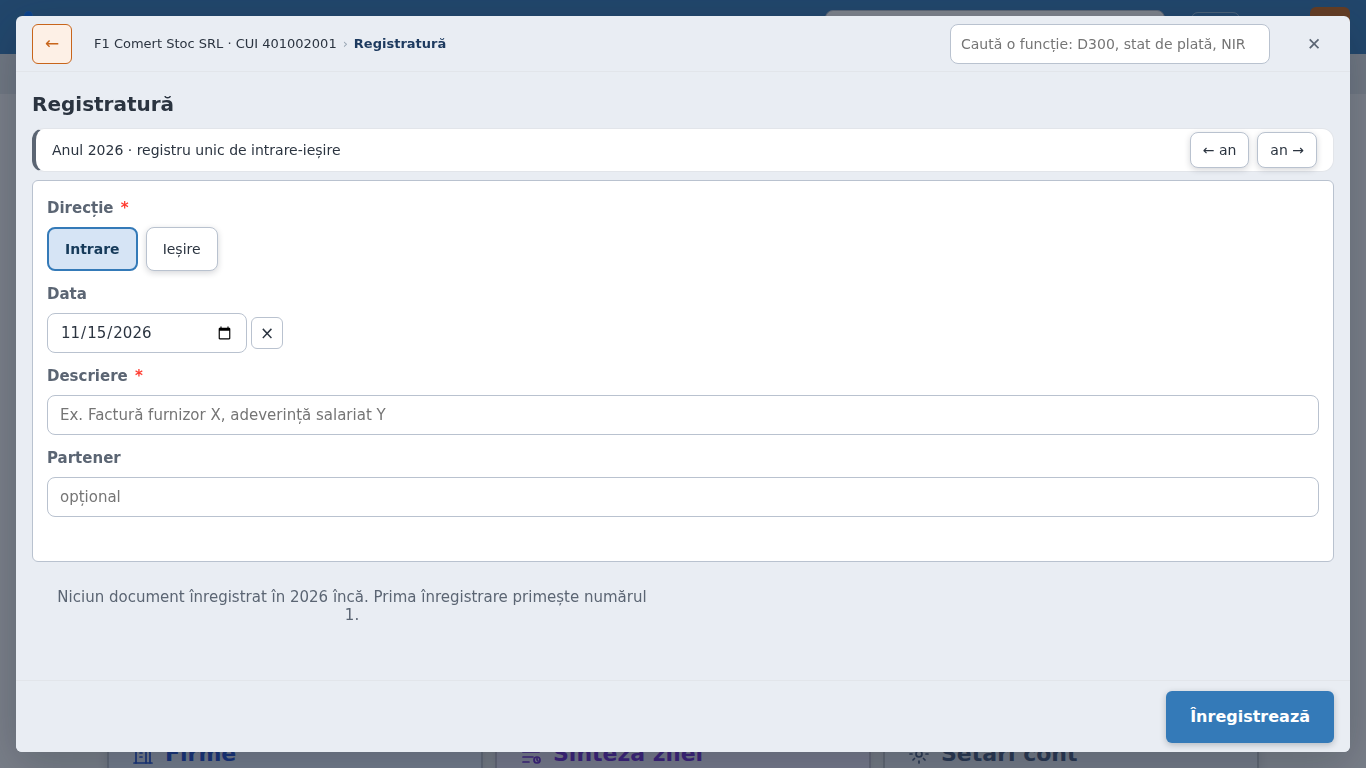 ←
F1 Comert Stoc SRL · CUI 401002001 › Registratură
Caută o funcție: D300, stat de plată, NIR
✕
Registratură
Anul 2026 · registru unic de intrare-ieșire
← an
an →
Direcție *
Intrare
Ieșire
Data
11/15/2026
×
Descriere *
Ex. Factură furnizor X, adeverință salariat Y
Partener
opțional
Niciun document înregistrat în 2026 încă. Prima înregistrare primește numărul
1.
Înregistrează
Firme
Sinteza zilei
Setări cont